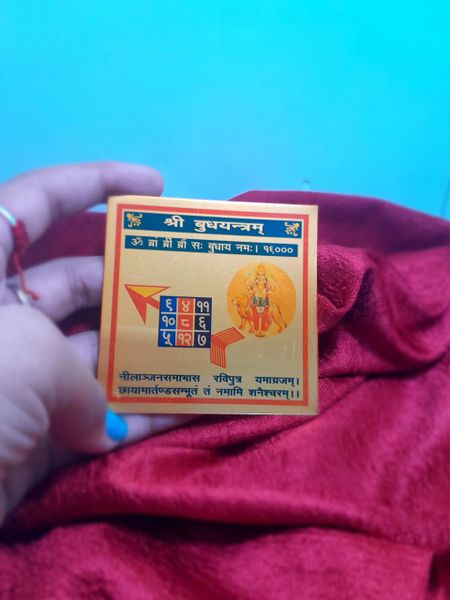 श्री बुधयन्त्रम्
ॐ ब्रां ब्रीं ब्रौं सः बुधाय नमः। १६०००
६ ४ ११
१० ८ ६
५ १२ ७
नीलाञ्जनसमाभास रविपुत्र यमाग्रजम्।
छायामार्तण्डसम्भूतं तं नमामि शनैश्चरम्।।